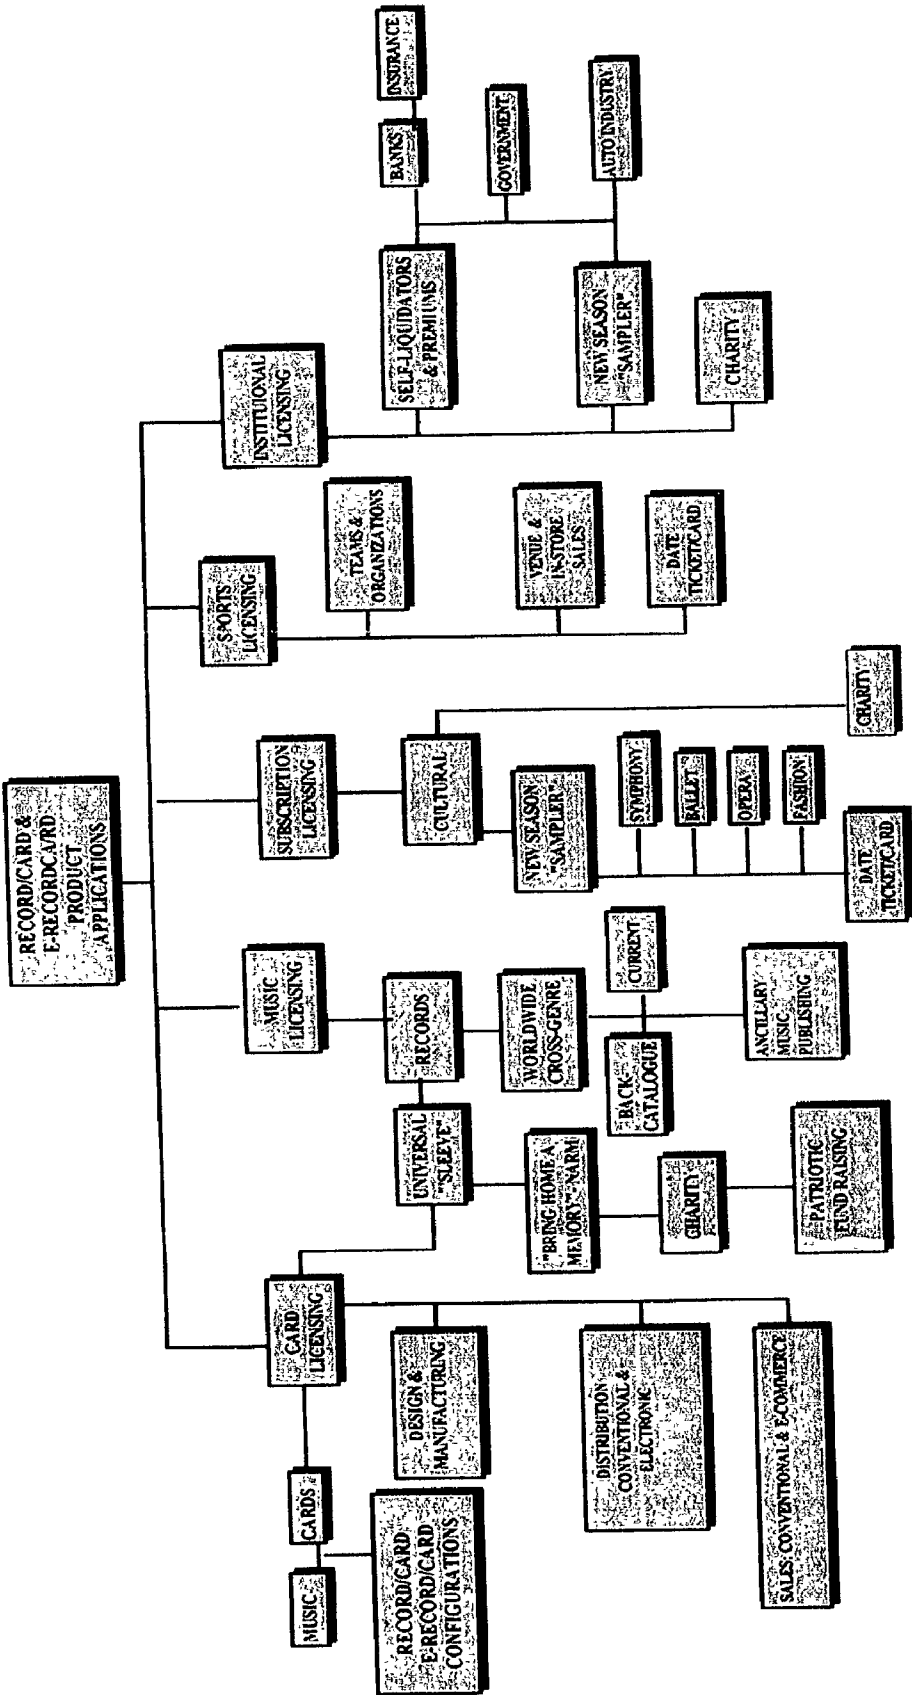 RECORD/CARD &
E-RECORDCA/RD
PRODUCT
APPLICATIONS
CARD
LICENSING
MUSIC
LICENSING
SUBSCRIPTION
LICENSING
SPORTS
LICENSING
INSTITUIONAL
LICENSING
MUSIC
CARDS
RECORD/CARD
E-RECORD/CARD
CONFIGURATIONS
DESIGN &
MANUFACTURING
DISTRIBUTION
CONVENTIONAL &
ELECTRONIC
SALES: CONVENTIONAL & E-COMMERCE
UNIVERSAL
"SLEEVE"
RECORDS
"BRING HOME A
MEMORY" NARM
CHARITY
PATRIOTIC
FUND RAISING
WORLDWIDE
CROSS-GENRE
BACK-
CATALOGUE
CURRENT
ANCILLARY
MUSIC
PUBLISHING
CULTURAL
NEW SEASON
"SAMPLER"
SYMPHONY
BALLET
OPERA
FASHION
DATE
TICKET/CARD
CHARITY
TEAMS &
ORGANIZATIONS
VENUE &
IN-STORE
SALES
DATE
TICKET/CARD
SELF-LIQUIDATORS
& PREMIUMS
BANKS
INSURANCE
GOVERNMENT
NEW SEASON
"SAMPLER"
AUTO INDUSTRY
CHARITY